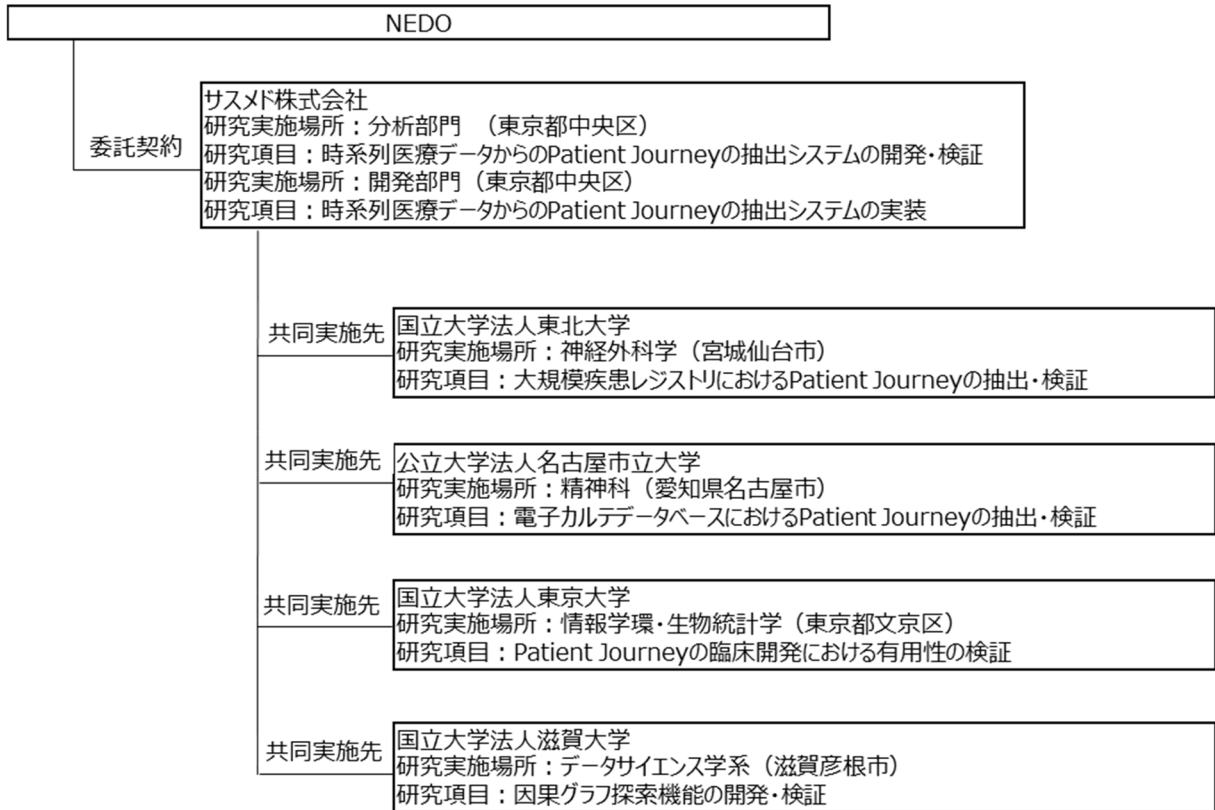 NEDO
委託契約
サスメド株式会社
研究実施場所：分析部門　（東京都中央区）
研究項目：時系列医療データからのPatient Journeyの抽出システムの開発・検証
研究実施場所：開発部門（東京都中央区）
研究項目：時系列医療データからのPatient Journeyの抽出システムの実装
共同実施先
国立大学法人東北大学
研究実施場所：神経外科学（宮城仙台市）
研究項目：大規模疾患レジストリにおけるPatient Journeyの抽出・検証
共同実施先
公立大学法人名古屋市立大学
研究実施場所：精神科（愛知県名古屋市）
研究項目：電子カルテデータベースにおけるPatient Journeyの抽出・検証
共同実施先
国立大学法人東京大学
研究実施場所：情報学環・生物統計学（東京都文京区）
研究項目：Patient Journeyの臨床開発における有用性の検証
共同実施先
国立大学法人滋賀大学
研究実施場所：データサイエンス学系（滋賀彦根市）
研究項目：因果グラフ探索機能の開発・検証